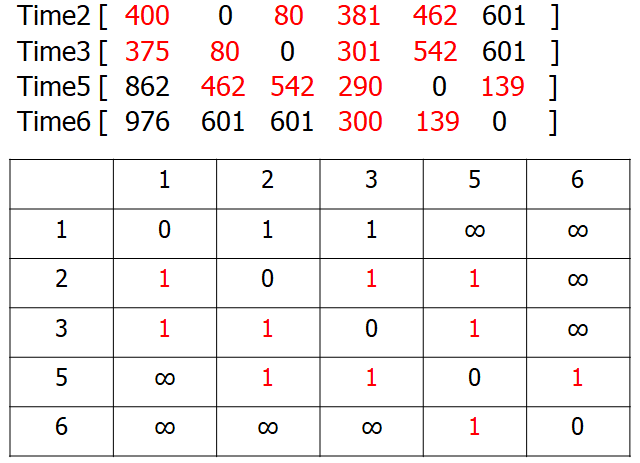 Time2 [ 400 0 80 381 462 601 ]
Time3 [ 375 80 0 301 542 601 ]
Time5 [ 862 462 542 290 0 139 ]
Time6 [ 976 601 601 300 139 0 ]
1 2 3 5 6
1 0 1 1 ∞ ∞
2 1 0 1 1 ∞
3 1 1 0 1 ∞
5 ∞ 1 1 0 1
6 ∞ ∞ ∞ 1 0